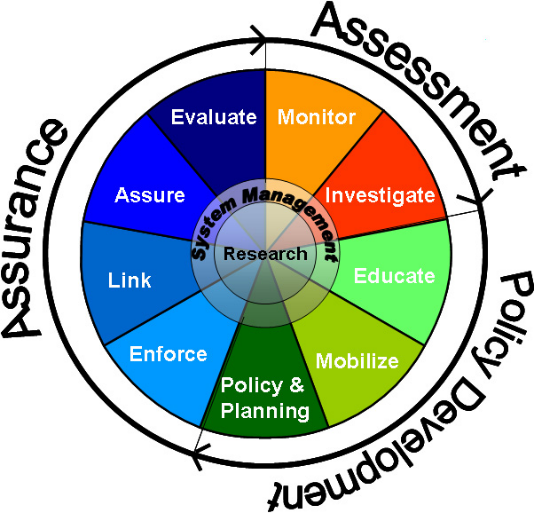 Assessment
Policy Development
Assurance
Monitor
Investigate
Educate
Mobilize
Policy &
Planning
Enforce
Link
Assure
Evaluate
System Management
Research